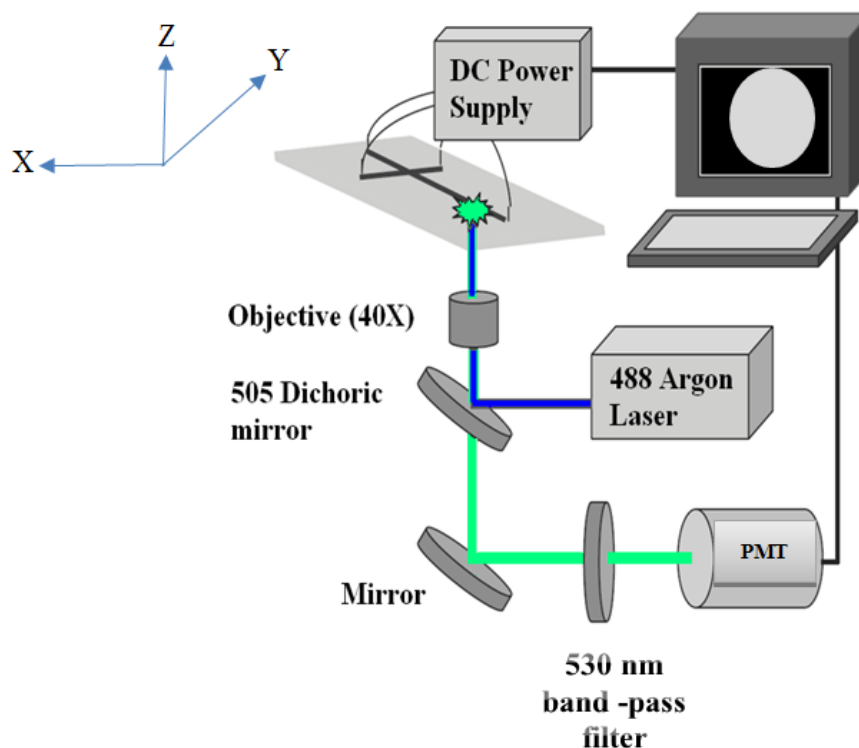 Z
Y
X
DC Power
Supply
Objective (40X)
505 Dichoric
mirror
488 Argon
Laser
Mirror
PMT
530 nm
band -pass
filter